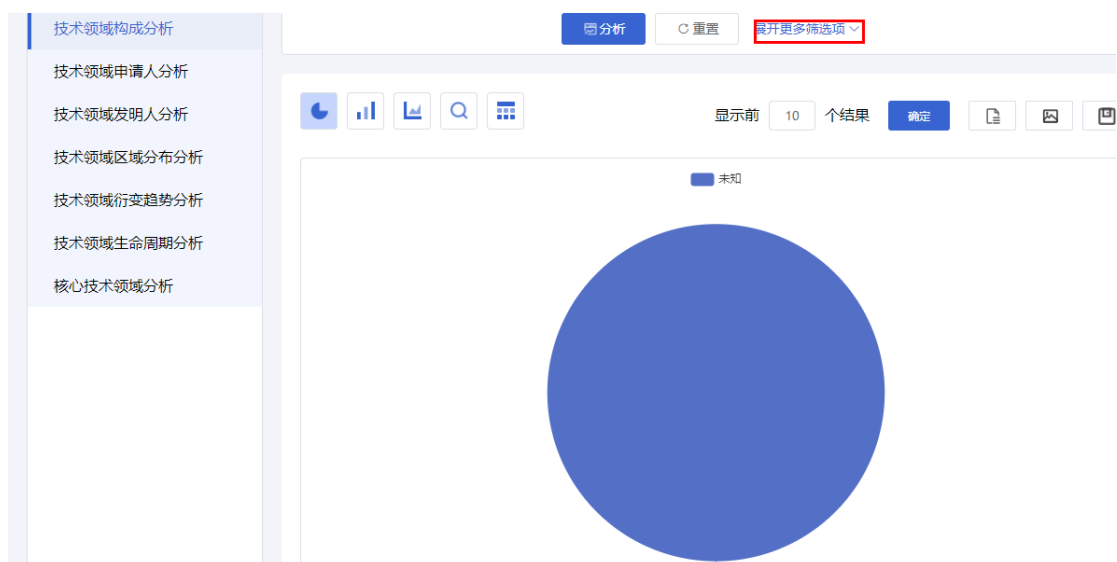 技术领域构成分析
技术领域申请人分析
技术领域发明人分析
技术领域区域分布分析
技术领域衍变趋势分析
技术领域生命周期分析
核心技术领域分析
分析 重置 展开更多筛选项
显示前 10 个结果 确定
未知